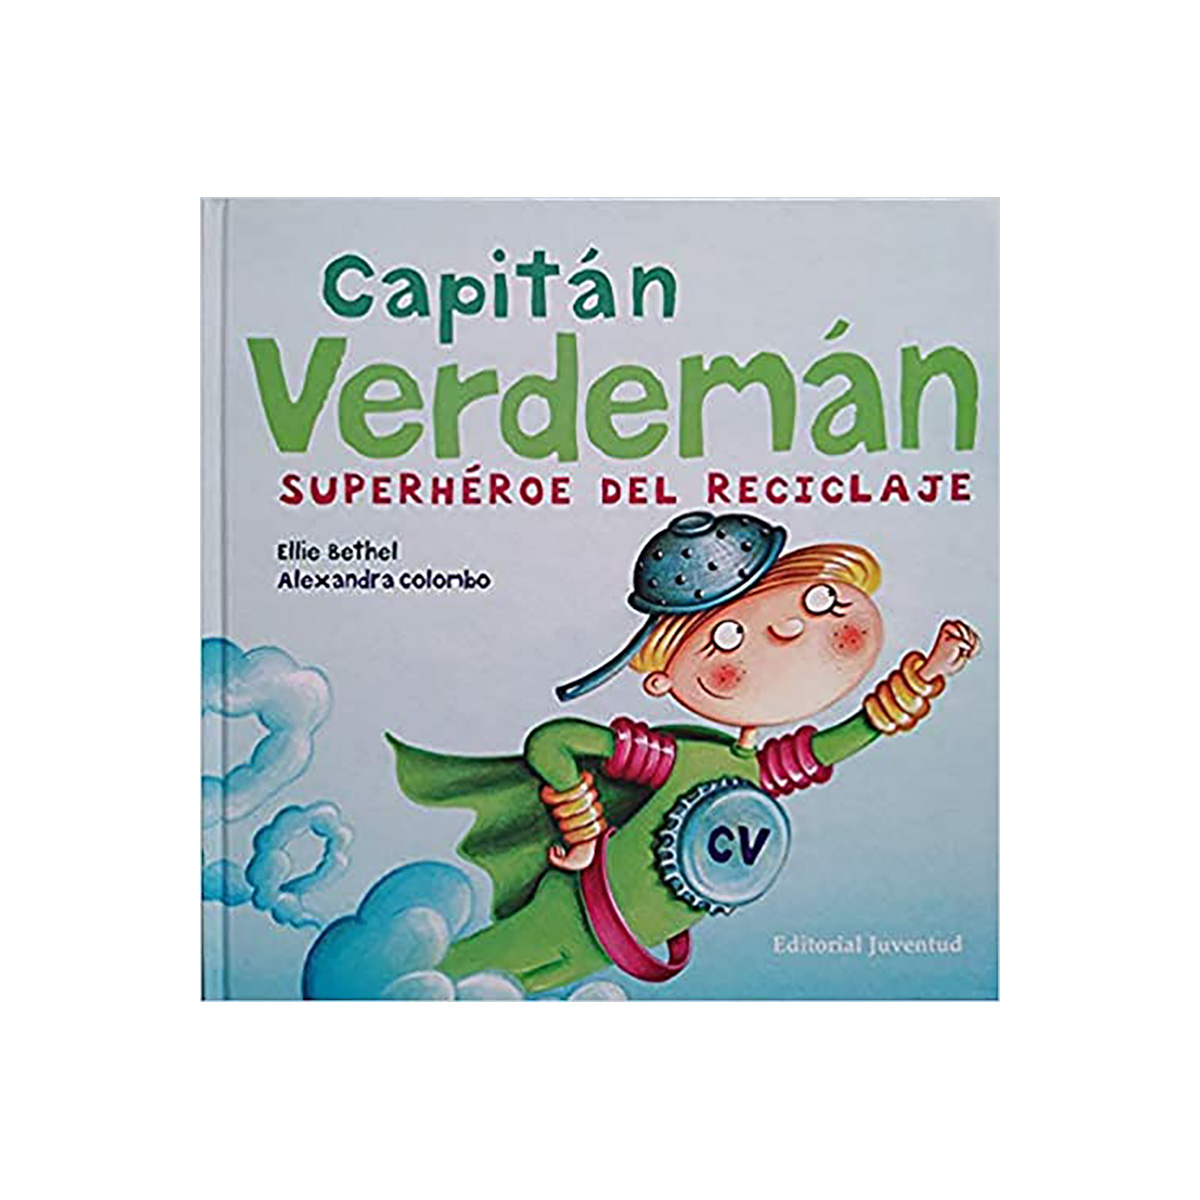 Capitán
Verdemán
SUPERHÉROE DEL RECICLAJE
Ellie Bethel
Alexandra Colombo
CV
Editorial Juventud